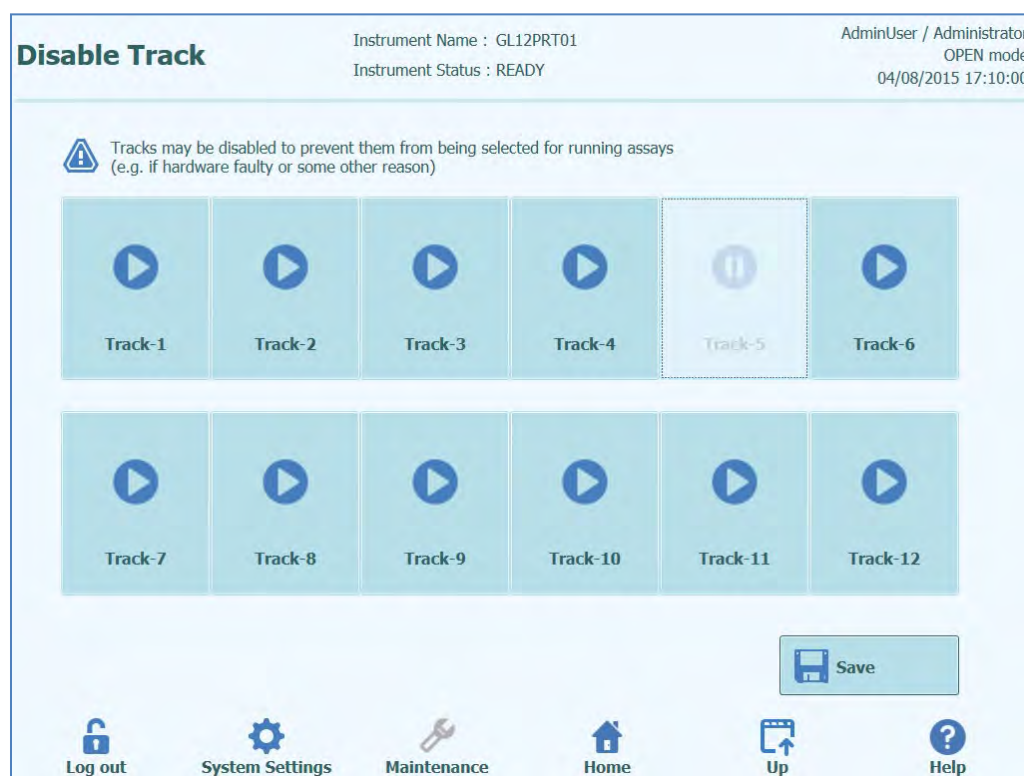 Disable Track
Instrument Name : GL12PRT01
Instrument Status : READY
AdminUser / Administrator
OPEN mode
04/08/2015 17:10:00
Tracks may be disabled to prevent them from being selected for running assays
(e.g. if hardware faulty or some other reason)
Track-1 Track-2 Track-3 Track-4 Track-5 Track-6
Track-7 Track-8 Track-9 Track-10 Track-11 Track-12
Save
Log out System Settings Maintenance Home Up Help